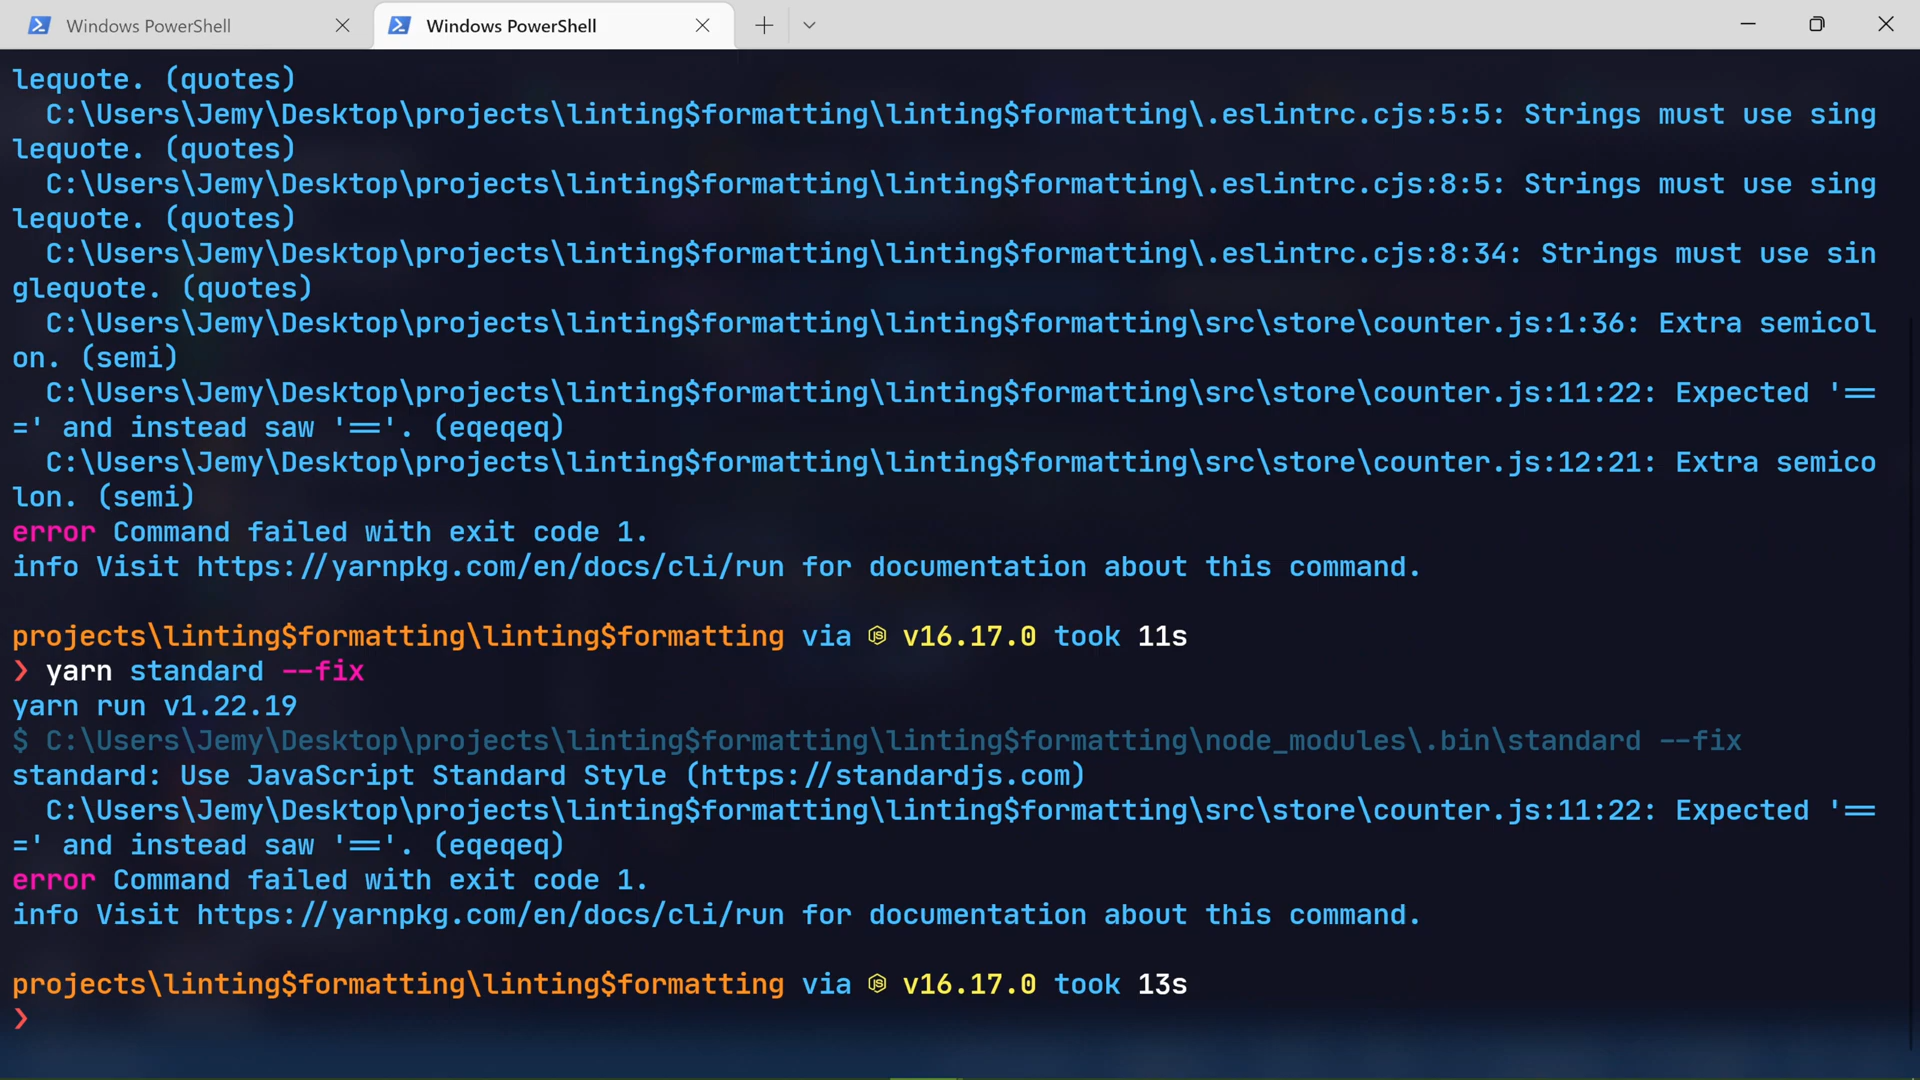 Windows PowerShell
Windows PowerShell
lequote. (quotes)
  C:\Users\Jemy\Desktop\projects\linting$formatting\linting$formatting\.eslintrc.cjs:5:5: Strings must use sing
lequote. (quotes)
  C:\Users\Jemy\Desktop\projects\linting$formatting\linting$formatting\.eslintrc.cjs:8:5: Strings must use sing
lequote. (quotes)
  C:\Users\Jemy\Desktop\projects\linting$formatting\linting$formatting\.eslintrc.cjs:8:34: Strings must use sin
glequote. (quotes)
  C:\Users\Jemy\Desktop\projects\linting$formatting\linting$formatting\src\store\counter.js:1:36: Extra semicol
on. (semi)
  C:\Users\Jemy\Desktop\projects\linting$formatting\linting$formatting\src\store\counter.js:11:22: Expected '==
=' and instead saw '=='. (eqeqeq)
  C:\Users\Jemy\Desktop\projects\linting$formatting\linting$formatting\src\store\counter.js:12:21: Extra semico
lon. (semi)
error Command failed with exit code 1.
info Visit https://yarnpkg.com/en/docs/cli/run for documentation about this command.
projects\linting$formatting\linting$formatting via JS v16.17.0 took 11s
❯ yarn standard --fix
yarn run v1.22.19
$ C:\Users\Jemy\Desktop\projects\linting$formatting\linting$formatting\node_modules\.bin\standard --fix
standard: Use JavaScript Standard Style (https://standardjs.com)
  C:\Users\Jemy\Desktop\projects\linting$formatting\linting$formatting\src\store\counter.js:11:22: Expected '==
=' and instead saw '=='. (eqeqeq)
error Command failed with exit code 1.
info Visit https://yarnpkg.com/en/docs/cli/run for documentation about this command.
projects\linting$formatting\linting$formatting via JS v16.17.0 took 13s
❯